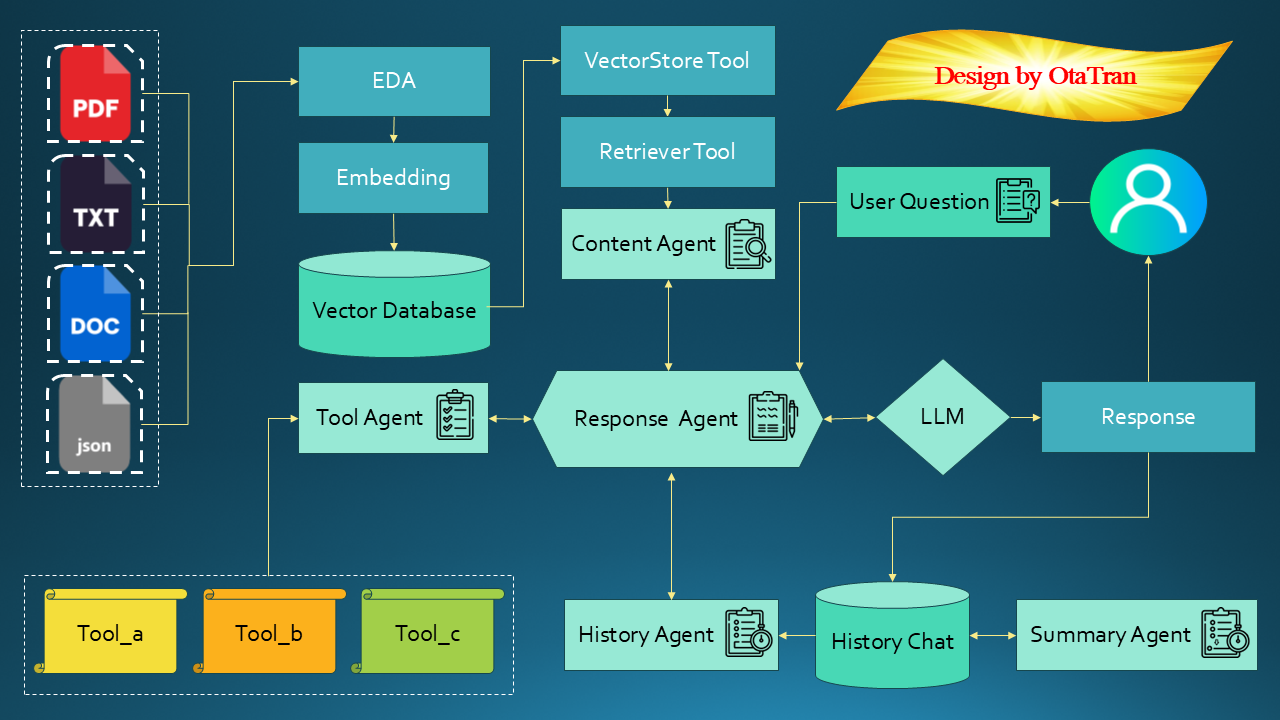 PDF
TXT
DOC
json
EDA
Embedding
Vector Database
VectorStore Tool
Retriever Tool
Content Agent
Design by OtaTran
User Question
Tool Agent
Response Agent
LLM
Response
Tool_a
Tool_b
Tool_c
History Agent
History Chat
Summary Agent